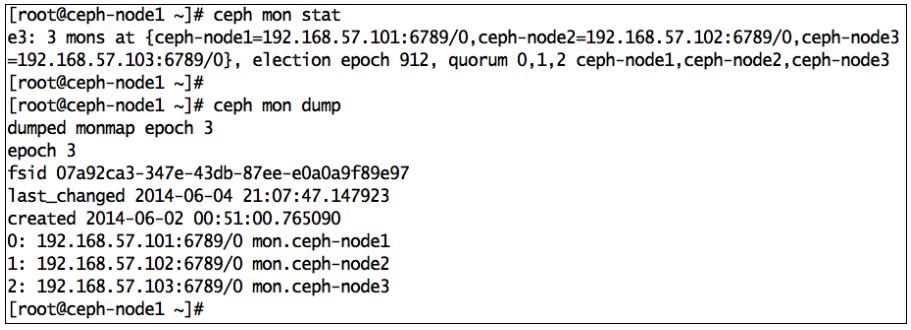 [root@ceph-node1 ~]# ceph mon stat
e3: 3 mons at {ceph-node1=192.168.57.101:6789/0,ceph-node2=192.168.57.102:6789/0,ceph-node3
=192.168.57.103:6789/0}, election epoch 912, quorum 0,1,2 ceph-node1,ceph-node2,ceph-node3
[root@ceph-node1 ~]#
[root@ceph-node1 ~]# ceph mon dump
dumped monmap epoch 3
epoch 3
fsid 07a92ca3-347e-43db-87ee-e0a0a9f89e97
last_changed 2014-06-04 21:07:47.147923
created 2014-06-02 00:51:00.765090
0: 192.168.57.101:6789/0 mon.ceph-node1
1: 192.168.57.102:6789/0 mon.ceph-node2
2: 192.168.57.103:6789/0 mon.ceph-node3
[root@ceph-node1 ~]#